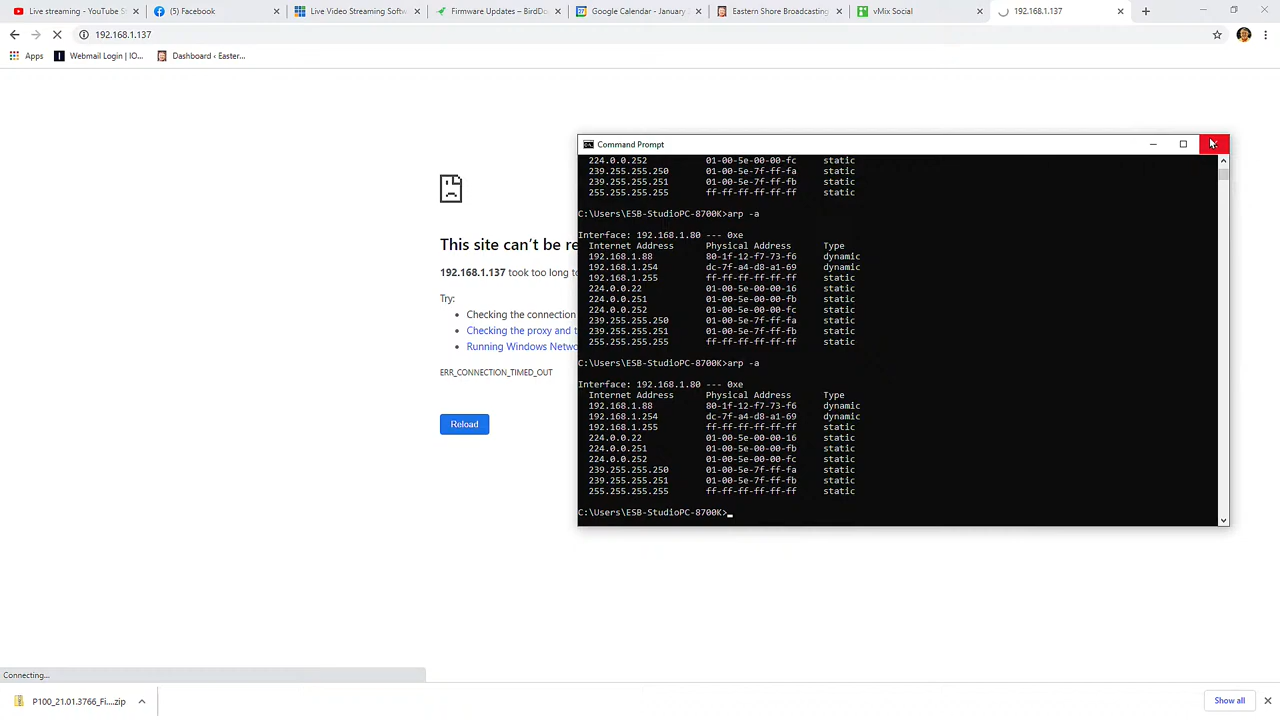 Live streaming - YouTube S
(5) Facebook
Live Video Streaming Softw
Firmware Updates - BirdDo
Google Calendar - January
Eastern Shore Broadcasting
vMix Social
192.168.1.137
192.168.1.137
Apps
Webmail Login | IO...
Dashboard ‹ Easter...
This site can't be re
192.168.1.137 took too long to
Try:
Checking the connection
Checking the proxy and t
Running Windows Netwo
ERR_CONNECTION_TIMED_OUT
Reload
Command Prompt
224.0.0.252 01-00-5e-00-00-fc static
239.255.255.250 01-00-5e-7f-ff-fa static
239.255.255.251 01-00-5e-7f-ff-fb static
255.255.255.255 ff-ff-ff-ff-ff-ff static
C:\Users\ESB-StudioPC-8700K>arp -a
Interface: 192.168.1.80 --- 0xe
Internet Address Physical Address Type
192.168.1.88 80-1f-12-f7-73-f6 dynamic
192.168.1.254 dc-7f-a4-d8-a1-69 dynamic
192.168.1.255 ff-ff-ff-ff-ff-ff static
224.0.0.22 01-00-5e-00-00-16 static
224.0.0.251 01-00-5e-00-00-fb static
224.0.0.252 01-00-5e-00-00-fc static
239.255.255.250 01-00-5e-7f-ff-fa static
239.255.255.251 01-00-5e-7f-ff-fb static
255.255.255.255 ff-ff-ff-ff-ff-ff static
C:\Users\ESB-StudioPC-8700K>arp -a
Interface: 192.168.1.80 --- 0xe
Internet Address Physical Address Type
192.168.1.88 80-1f-12-f7-73-f6 dynamic
192.168.1.254 dc-7f-a4-d8-a1-69 dynamic
192.168.1.255 ff-ff-ff-ff-ff-ff static
224.0.0.22 01-00-5e-00-00-16 static
224.0.0.251 01-00-5e-00-00-fb static
224.0.0.252 01-00-5e-00-00-fc static
239.255.255.250 01-00-5e-7f-ff-fa static
239.255.255.251 01-00-5e-7f-ff-fb static
255.255.255.255 ff-ff-ff-ff-ff-ff static
C:\Users\ESB-StudioPC-8700K>_
Connecting...
P100_21.01.3766_Fi....zip
Show all